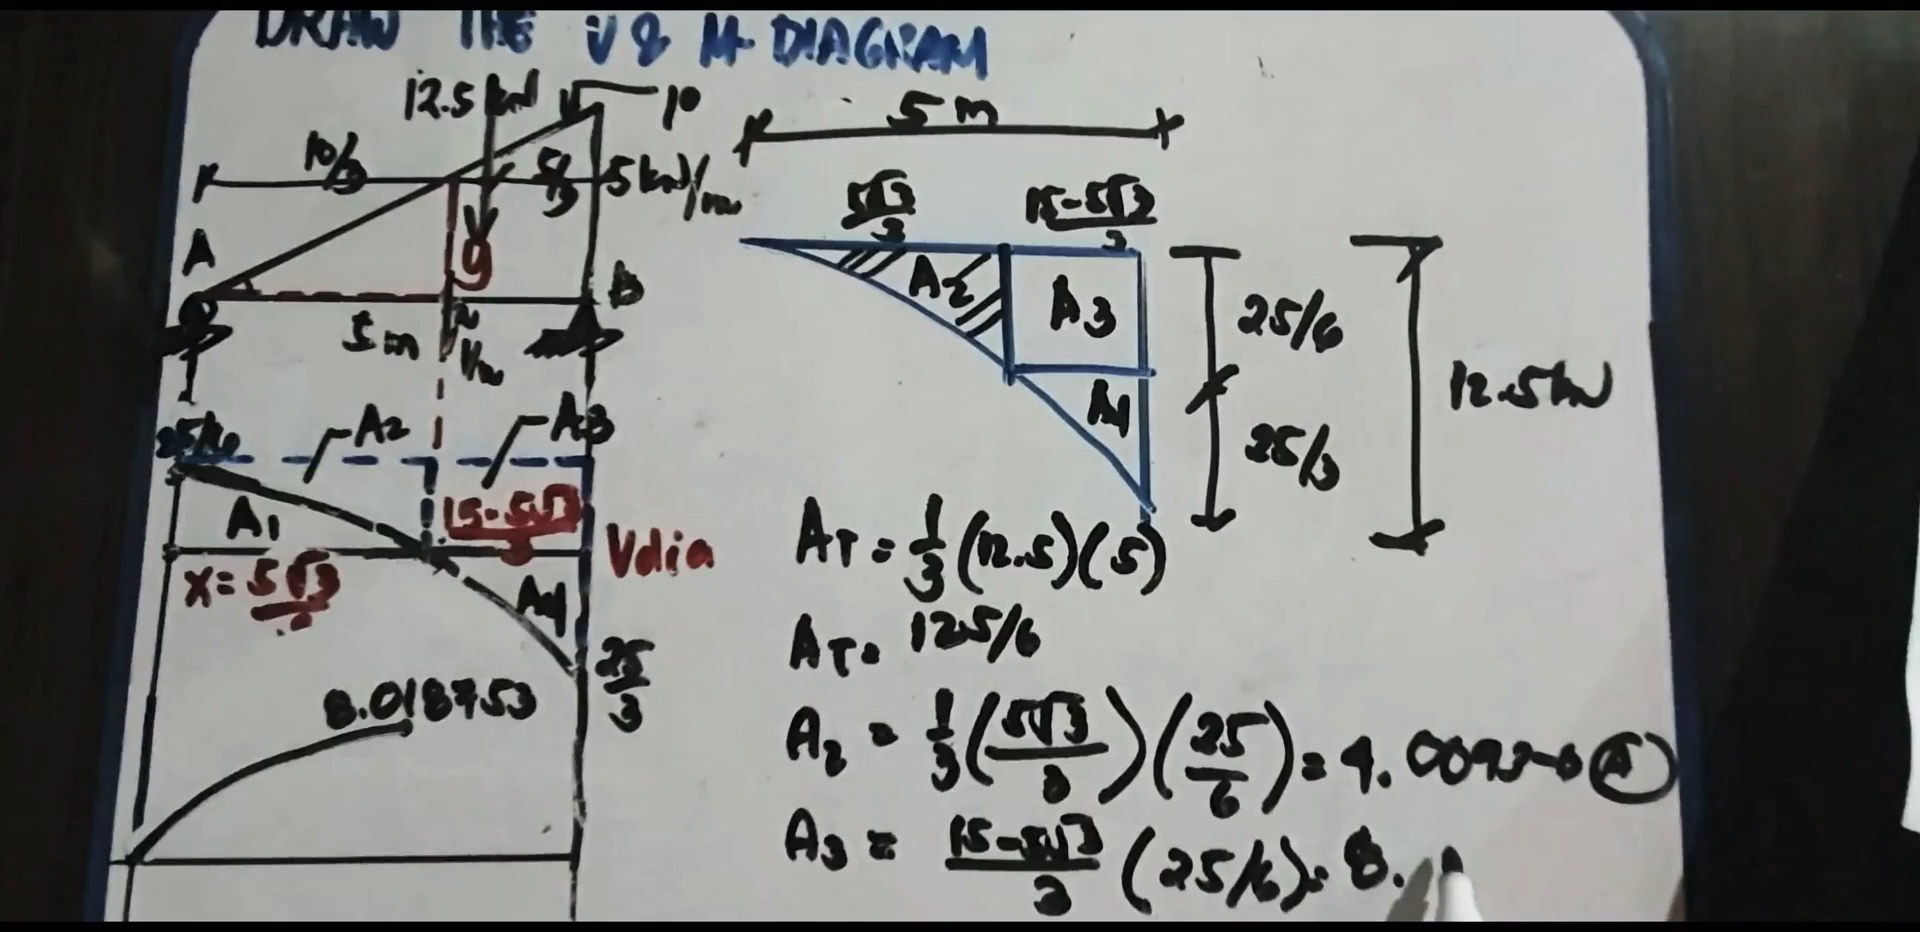 DRAW THE V & M-DIAGRAM
12.5 kN
10
10/3
5/3
5 kN/m
A
y
B
5 m
25/6
A2
A3
A1
15-5√3
3
Vdia
x = 5√3
A4
25
3
8.018753
5 m
5√3
3
15-5√3
3
A2
A3
A4
25/6
25/3
12.5 kN
AT = 1/3 (12.5)(5)
AT = 125/6
A2 = 1/3 (5√3/3)(25/6) = 4.0093
A3 = 15-5√3/3 (25/6) = 8.